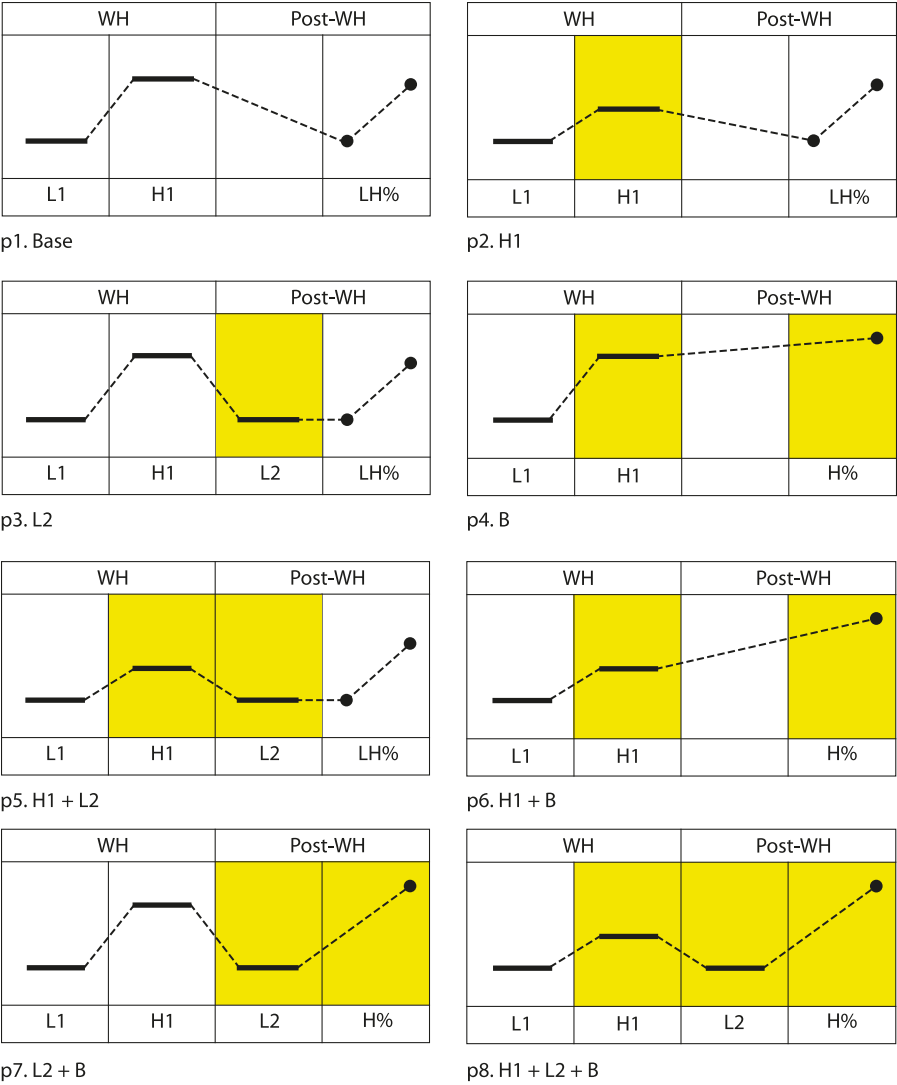 WH Post-WH
L1 H1 LH%
p1. Base
WH Post-WH
L1 H1 LH%
p2. H1
WH Post-WH
L1 H1 L2 LH%
p3. L2
WH Post-WH
L1 H1 H%
p4. B
WH Post-WH
L1 H1 L2 LH%
p5. H1 + L2
WH Post-WH
L1 H1 H%
p6. H1 + B
WH Post-WH
L1 H1 L2 H%
p7. L2 + B
WH Post-WH
L1 H1 L2 H%
p8. H1 + L2 + B